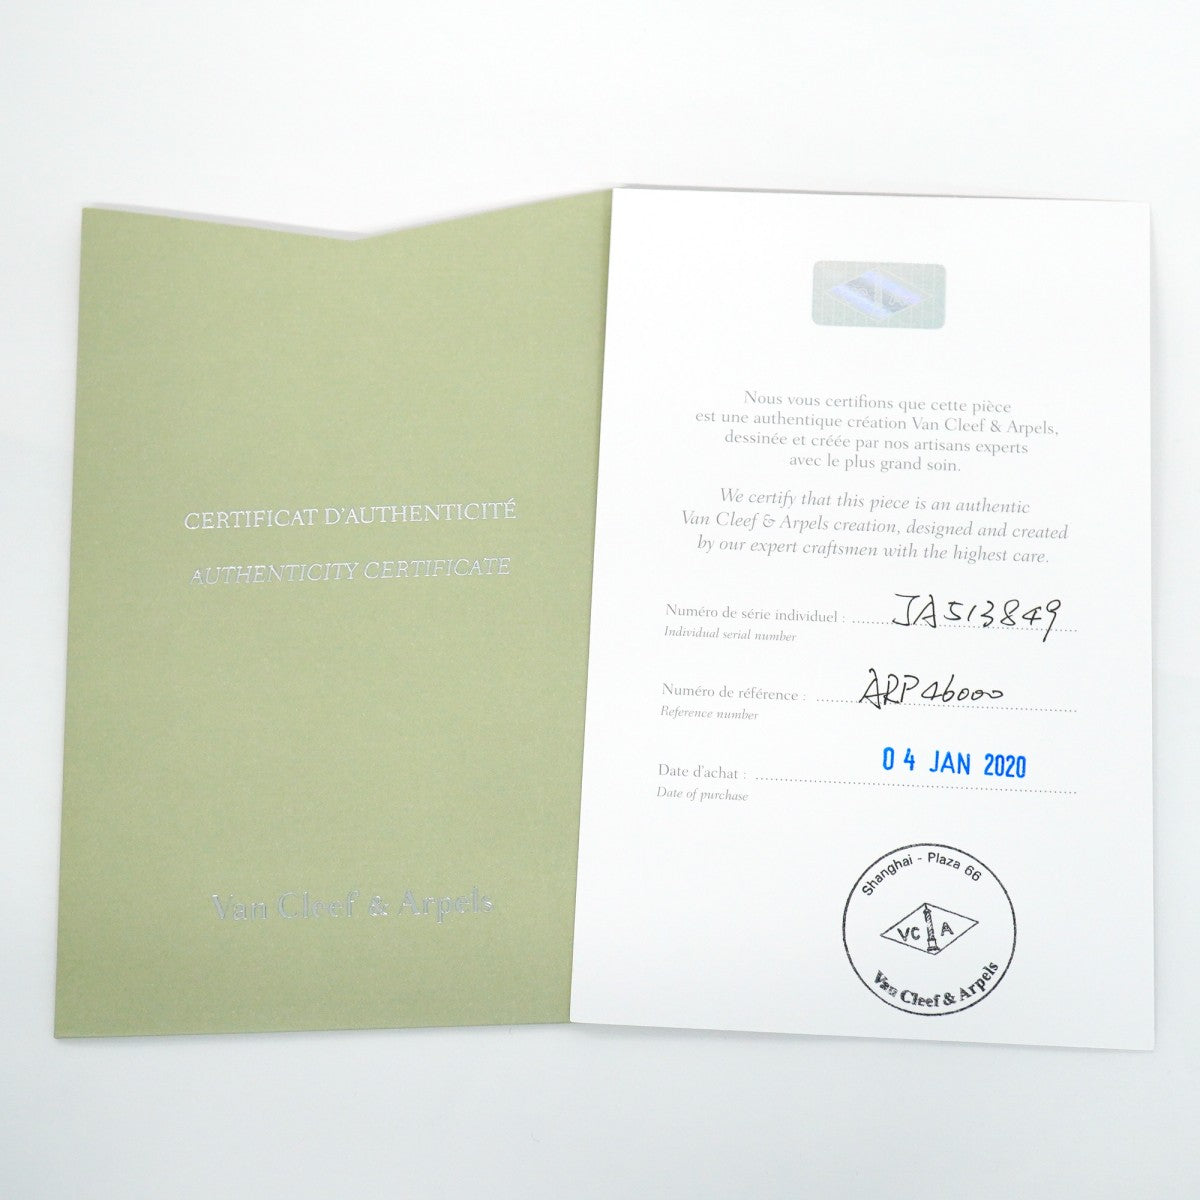 CERTIFICAT D'AUTHENTICITÉ
AUTHENTICITY CERTIFICATE
Van Cleef & Arpels
Nous vous certifions que cette pièce
est une authentique création Van Cleef & Arpels,
dessinée et créée par nos artisans experts
avec le plus grand soin.
We certify that this piece is an authentic
Van Cleef & Arpels creation, designed and created
by our expert craftsmen with the highest care.
Numéro de série individuel : JA513849
Individual serial number
Numéro de référence : ARP46000
Reference number
Date d'achat : 04 JAN 2020
Date of purchase
Shanghai - Plaza 66
VC A
Van Cleef & Arpels